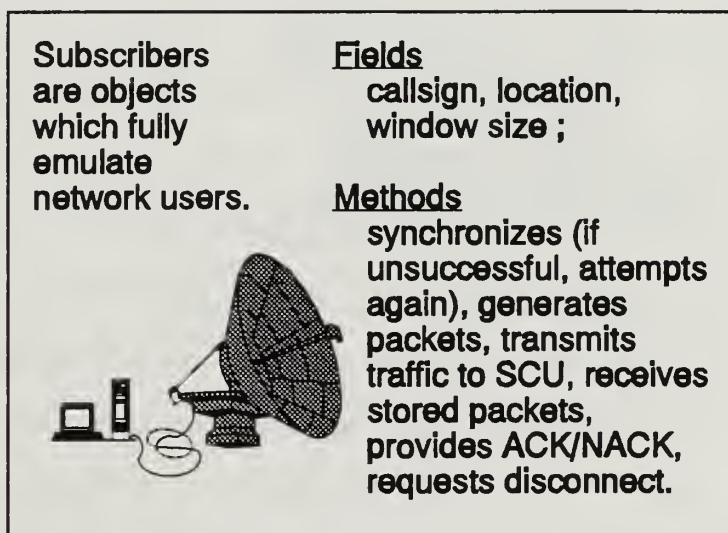 Subscribers
are objects
which fully
emulate
network users.
Fields
callsign, location,
window size ;
Methods
synchronizes (if
unsuccessful, attempts
again), generates
packets, transmits
traffic to SCU, receives
stored packets,
provides ACK/NACK,
requests disconnect.